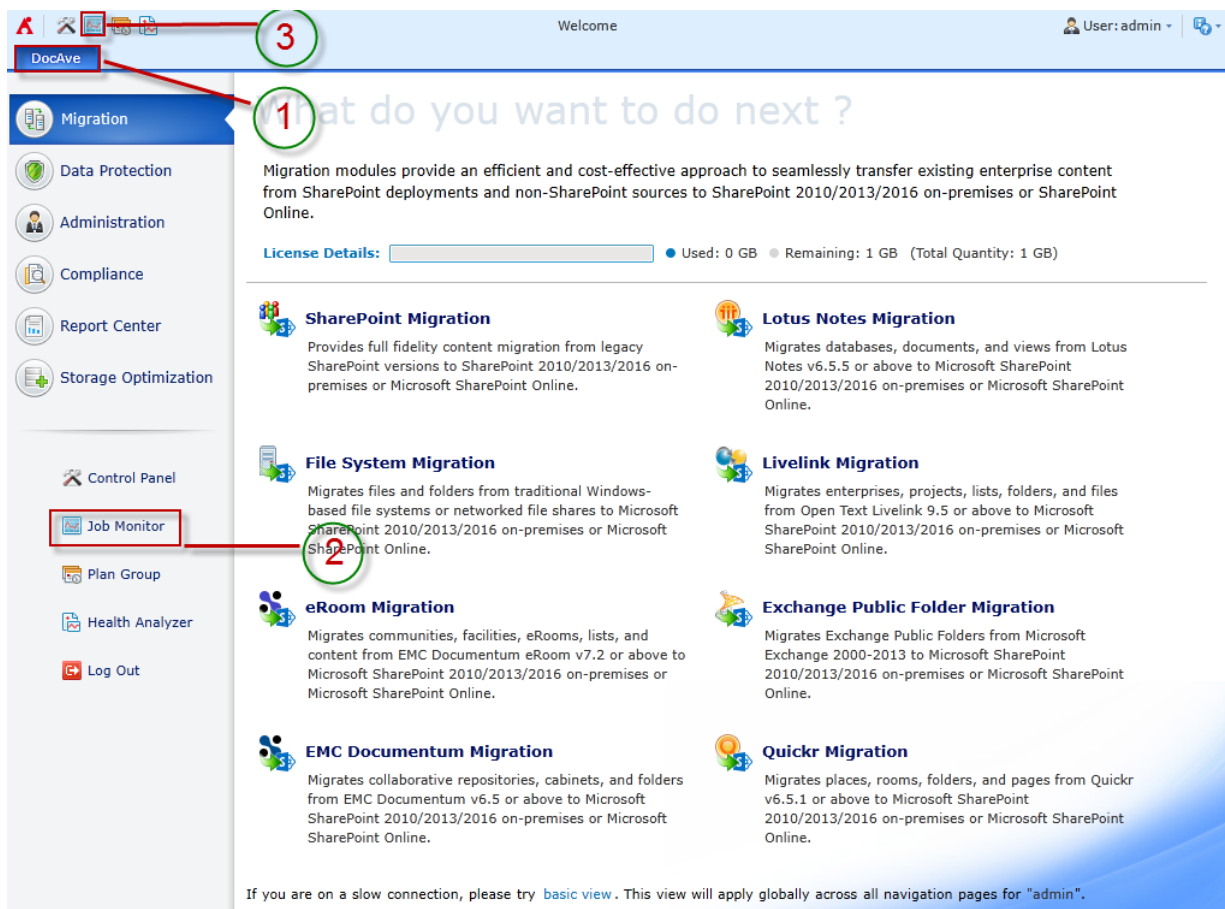 Welcome
User: admin
3
DocAve
1
What do you want to do next ?
Migration
Data Protection
Administration
Compliance
Report Center
Storage Optimization
Control Panel
Job Monitor
2
Plan Group
Health Analyzer
Log Out
Migration modules provide an efficient and cost-effective approach to seamlessly transfer existing enterprise content
from SharePoint deployments and non-SharePoint sources to SharePoint 2010/2013/2016 on-premises or SharePoint
Online.
License Details: Used: 0 GB Remaining: 1 GB (Total Quantity: 1 GB)
SharePoint Migration
Provides full fidelity content migration from legacy
SharePoint versions to SharePoint 2010/2013/2016 on-
premises or Microsoft SharePoint Online.
Lotus Notes Migration
Migrates databases, documents, and views from Lotus
Notes v6.5.5 or above to Microsoft SharePoint
2010/2013/2016 on-premises or Microsoft SharePoint
Online.
File System Migration
Migrates files and folders from traditional Windows-
based file systems or networked file shares to Microsoft
SharePoint 2010/2013/2016 on-premises or Microsoft
SharePoint Online.
Livelink Migration
Migrates enterprises, projects, lists, folders, and files
from Open Text Livelink 9.5 or above to Microsoft
SharePoint 2010/2013/2016 on-premises or Microsoft
SharePoint Online.
eRoom Migration
Migrates communities, facilities, eRooms, lists, and
content from EMC Documentum eRoom v7.2 or above to
Microsoft SharePoint 2010/2013/2016 on-premises or
Microsoft SharePoint Online.
Exchange Public Folder Migration
Migrates Exchange Public Folders from Microsoft
Exchange 2000-2013 to Microsoft SharePoint
2010/2013/2016 on-premises or Microsoft SharePoint
Online.
EMC Documentum Migration
Migrates collaborative repositories, cabinets, and folders
from EMC Documentum v6.5 or above to Microsoft
SharePoint 2010/2013/2016 on-premises or Microsoft
SharePoint Online.
Quickr Migration
Migrates places, rooms, folders, and pages from Quickr
v6.5.1 or above to Microsoft SharePoint
2010/2013/2016 on-premises or Microsoft SharePoint
Online.
If you are on a slow connection, please try basic view . This view will apply globally across all navigation pages for "admin".